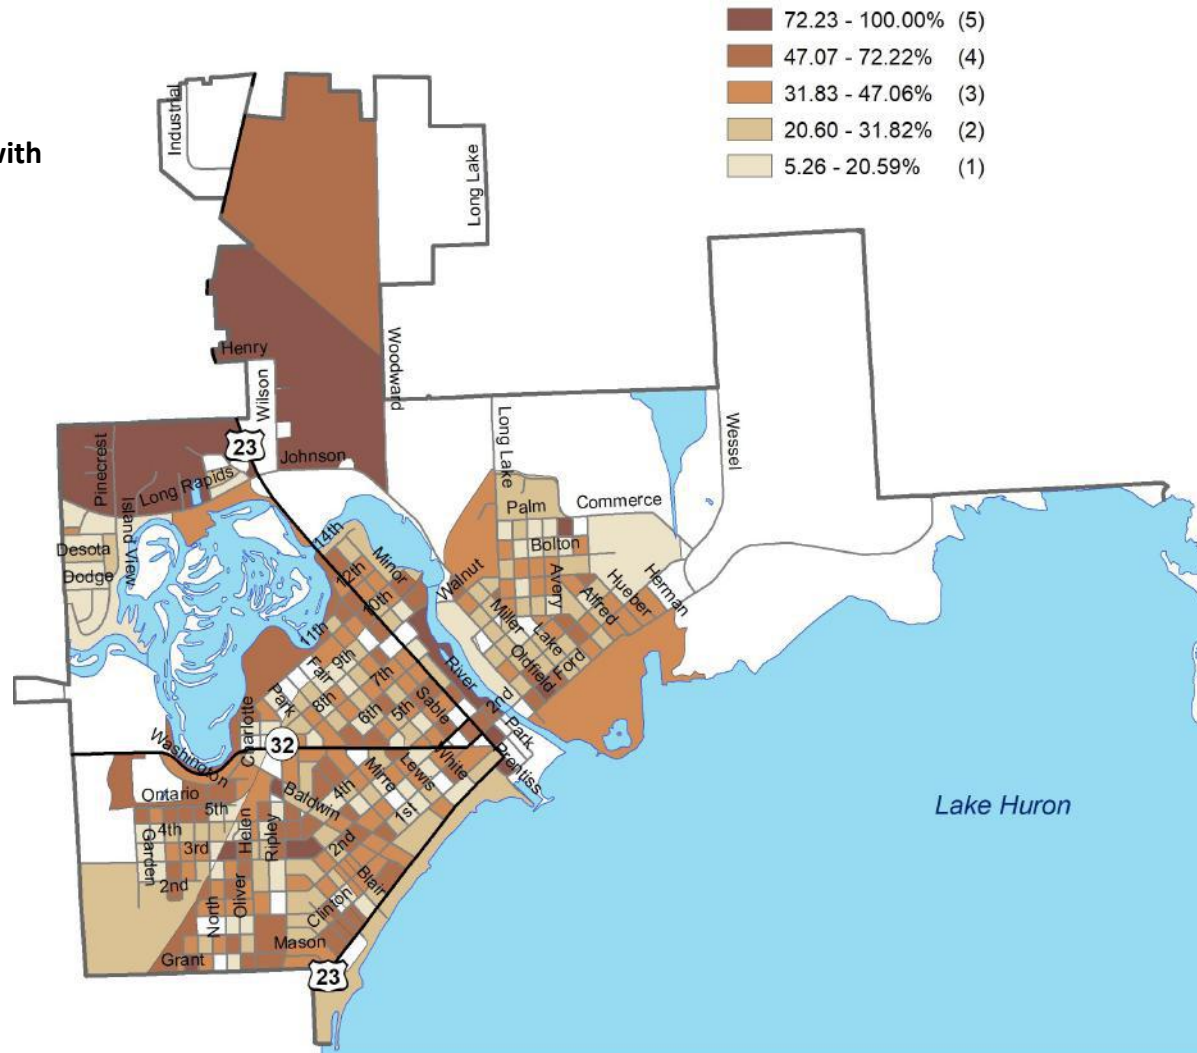 72.23 - 100.00% (5)
47.07 - 72.22% (4)
31.83 - 47.06% (3)
20.60 - 31.82% (2)
5.26 - 20.59% (1)
with
Industrial
Long Lake
Henry
Woodward
Wilson
23
Johnson
Pinecrest
Long Rapids
Island View
Desota
Dodge
Long Lake
Wessel
Palm
Commerce
Bolton
14th
Minor
12th
10th
11th
Walnut
Avery
Alfred
Hueber
Herman
Miller
Lake
Oldfield
Ford
9th
Fair
7th
Park
8th
6th
5th
Sable
River
2nd
Park
Prentiss
Charlotte
32
Washington
White
Lewis
Mirre
4th
Baldwin
1st
Ontario
5th
Helen
Ripley
4th
3rd
Garden
2nd
2nd
Blair
Oliver
North
Clinton
Mason
Grant
23
Lake Huron